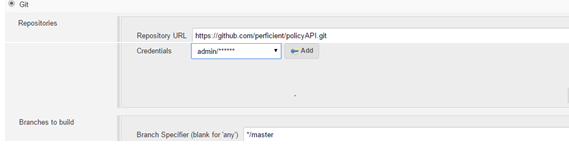 Git
Repositories
Repository URL https://github.com/perficient/policyAPI.git
Credentials admin/****** Add
Branches to build
Branch Specifier (blank for 'any') */master